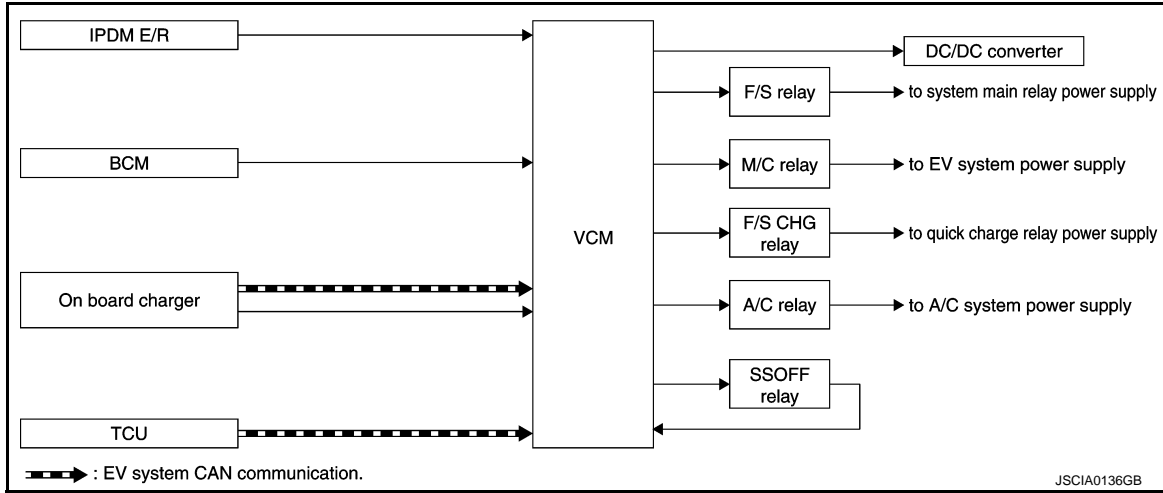 IPDM E/R
DC/DC converter
F/S relay
to system main relay power supply
BCM
M/C relay
to EV system power supply
VCM
F/S CHG
relay
to quick charge relay power supply
On board charger
A/C relay
to A/C system power supply
SSOFF
relay
TCU
: EV system CAN communication.
JSCIA0136GB